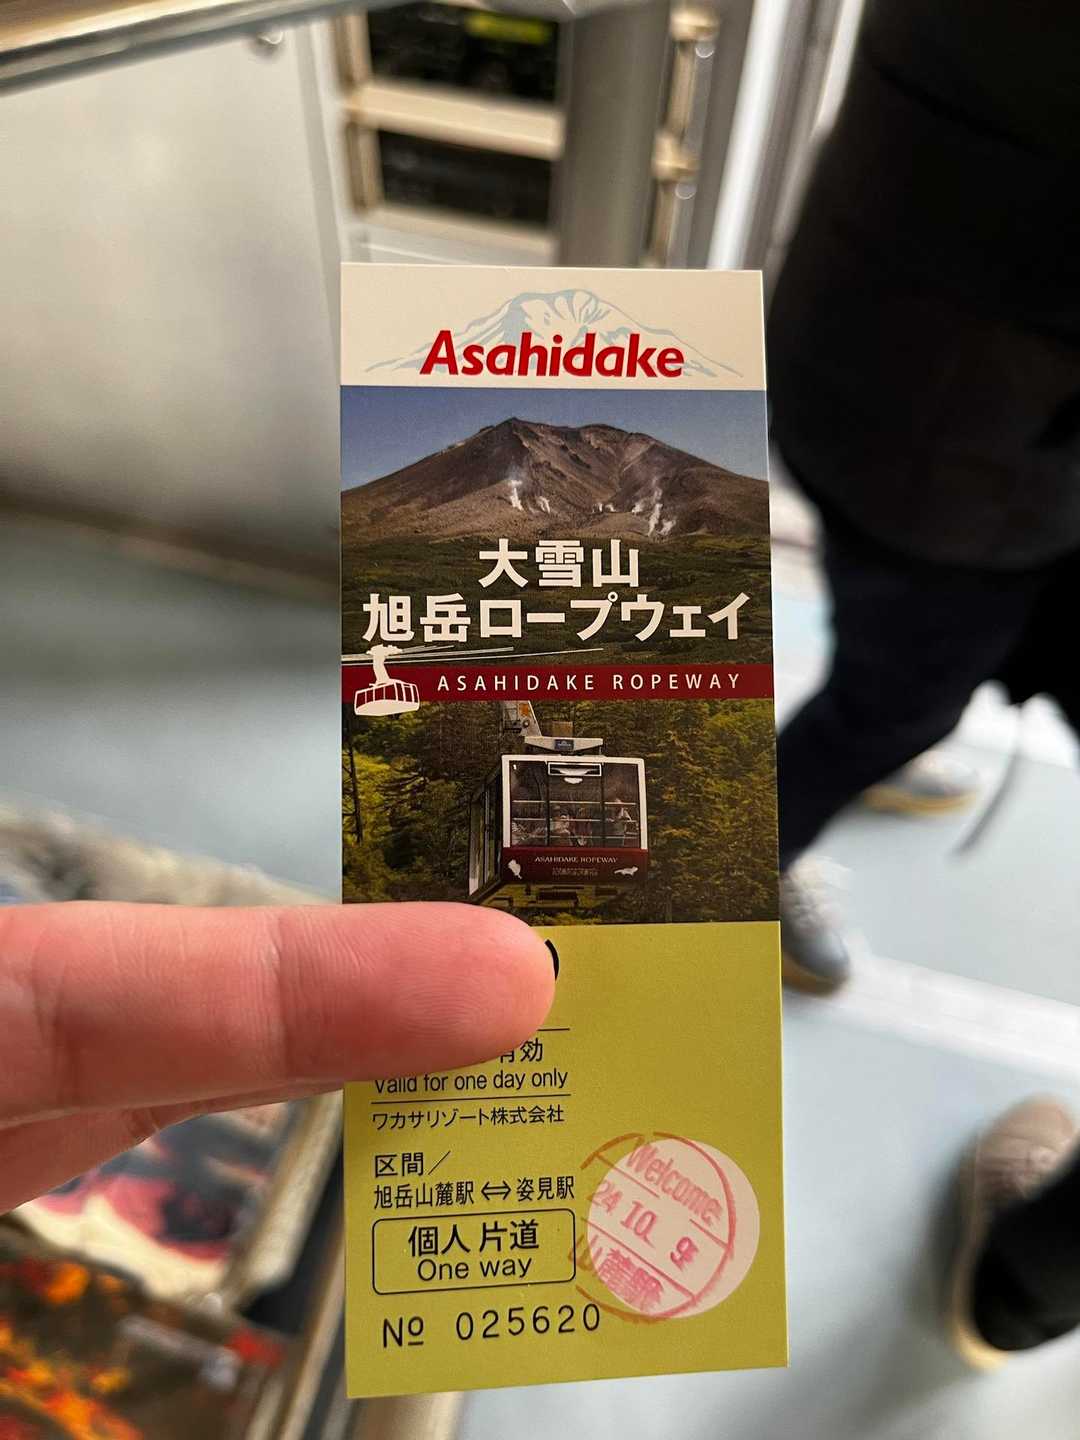 Asahidake
大雪山
旭岳ロープウェイ
ASAHIDAKE ROPEWAY
ASAHIDAKE ROPEWAY
有効
Valid for one day only
ワカサリゾート株式会社
区間／
旭岳山麓駅⇔姿見駅
個人 片道
One way
Welcome
24 10. 9
山麓駅
№ 025620